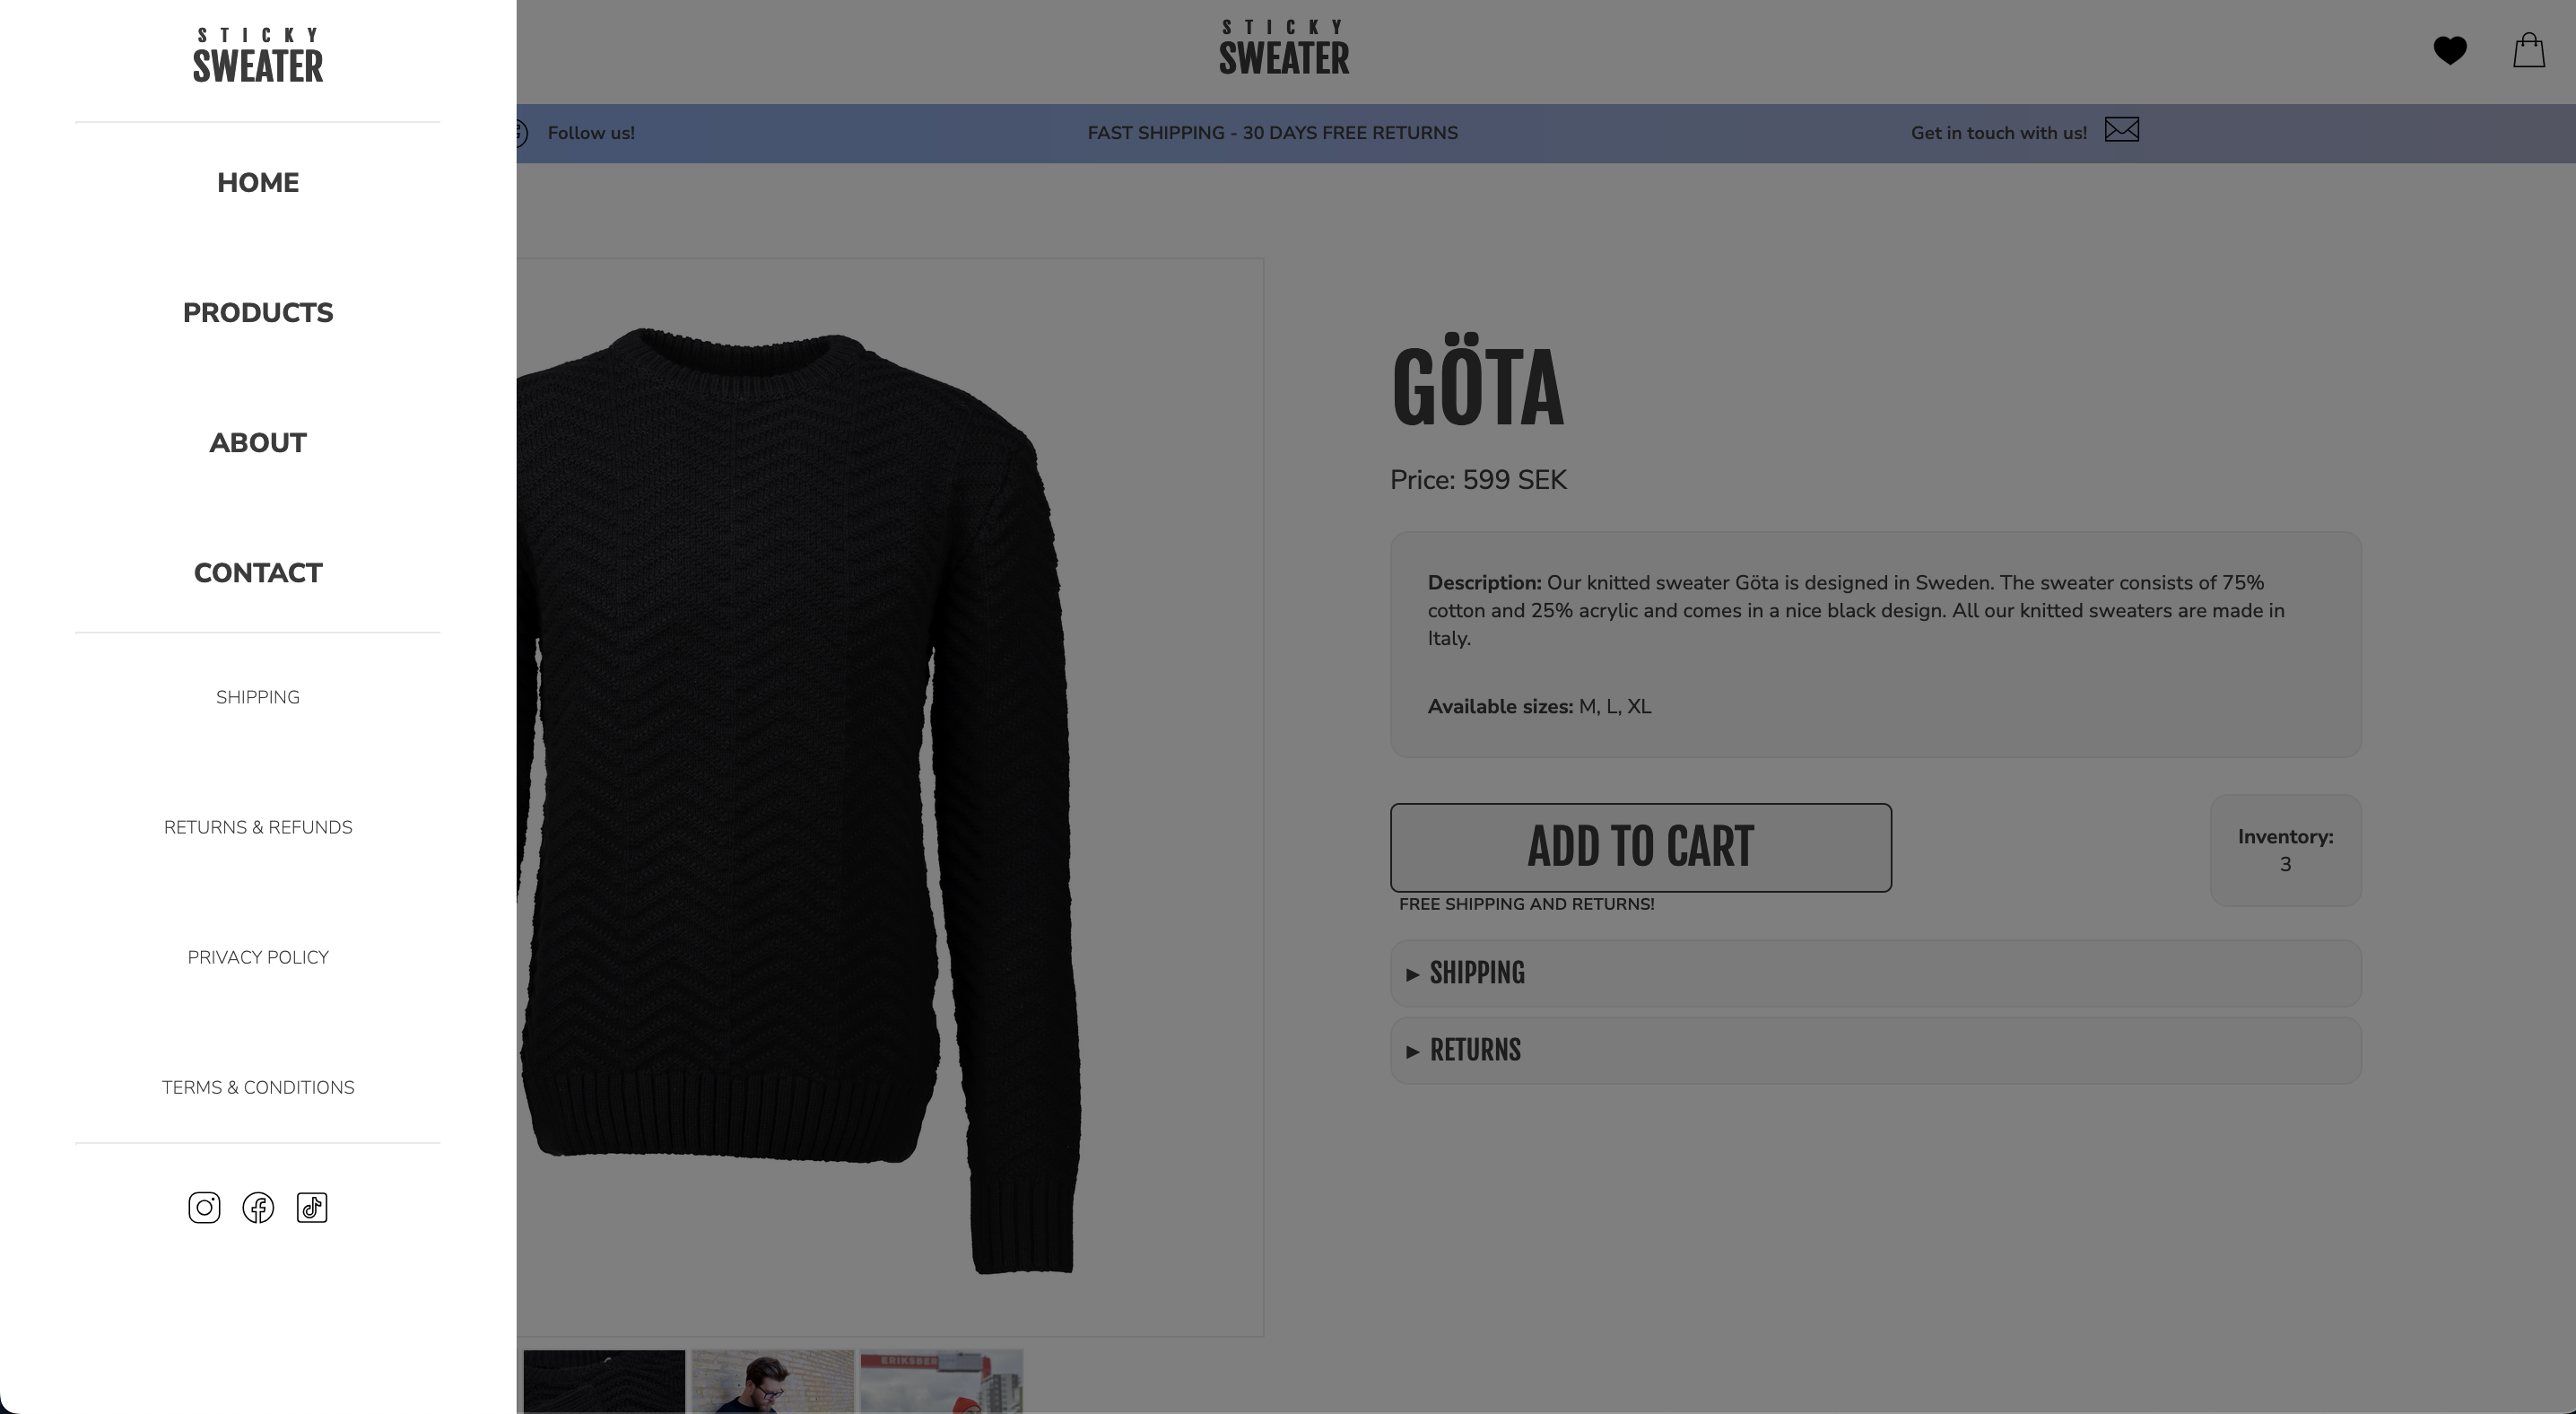 STICKY
SWEATER
HOME
PRODUCTS
ABOUT
CONTACT
SHIPPING
RETURNS & REFUNDS
PRIVACY POLICY
TERMS & CONDITIONS
STICKY
SWEATER
Follow us!
FAST SHIPPING - 30 DAYS FREE RETURNS
Get in touch with us!
GÖTA
Price: 599 SEK
Description: Our knitted sweater Göta is designed in Sweden. The sweater consists of 75%
cotton and 25% acrylic and comes in a nice black design. All our knitted sweaters are made in
Italy.
Available sizes: M, L, XL
ADD TO CART
Inventory:
3
FREE SHIPPING AND RETURNS!
▸ SHIPPING
▸ RETURNS